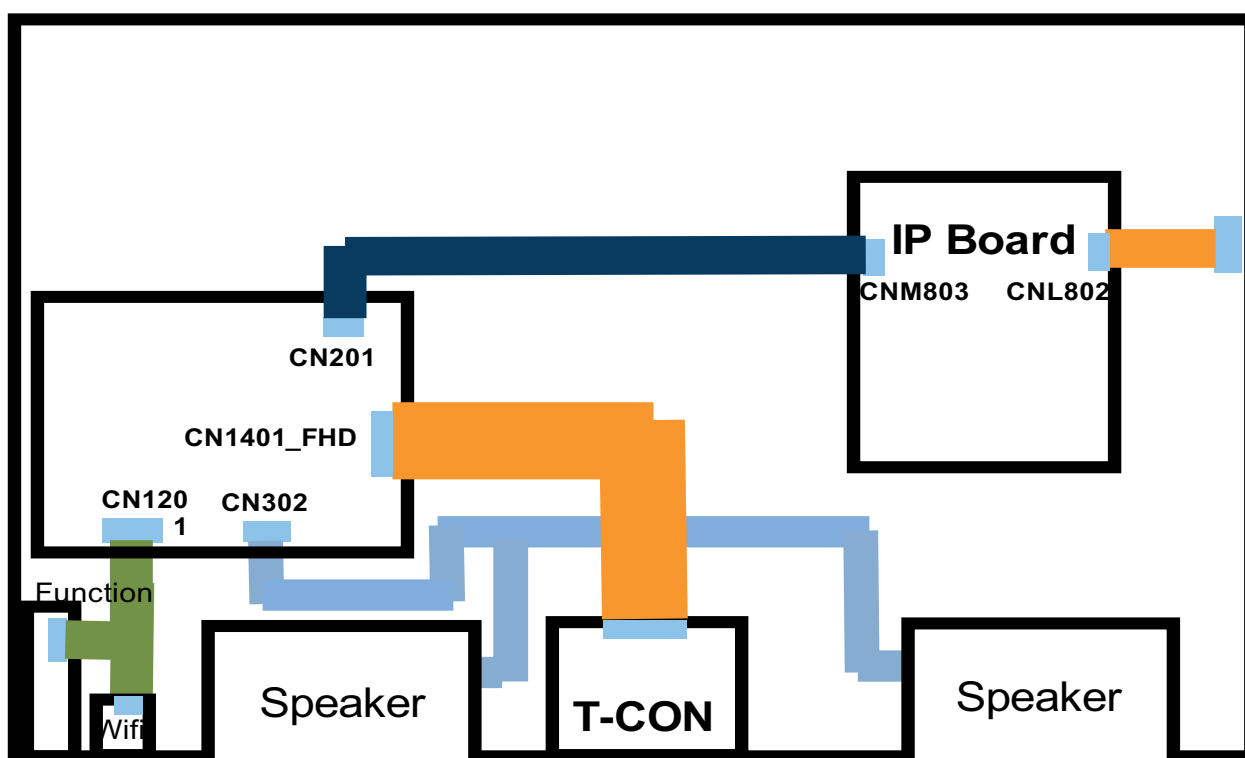 IP Board
CNM803
CNL802
CN201
CN1401_FHD
CN120
1
CN302
Function
Speaker
T-CON
Speaker
Wifi